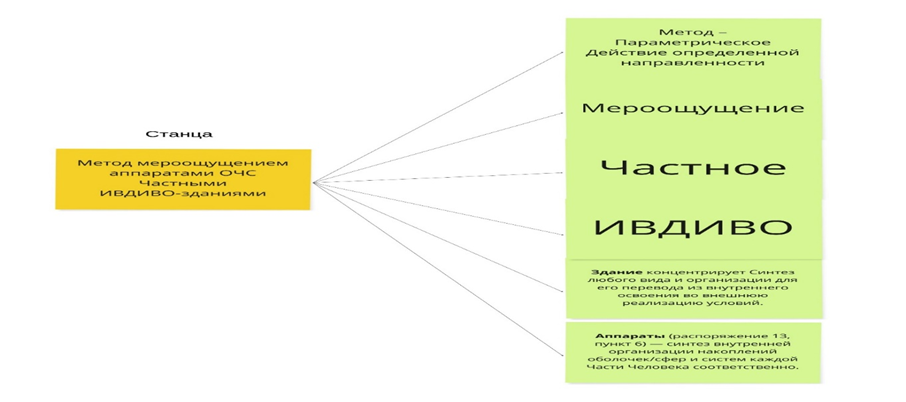 Станца
Метод мероощущением
аппаратами ОЧС
Частными
ИВДИВО-зданиями
Метод –
Параметрическое
Действие определенной
направленности
Мероощущение
Частное
ИВДИВО
Здание концентрирует Синтез
любого вида и организации для
его перевода из внутреннего
освоения во внешнюю
реализацию условий.
Аппараты (распоряжение 13,
пункт 6) — синтез внутренней
организации накоплений
оболочек/сфер и систем каждой
Части Человека соответственно.